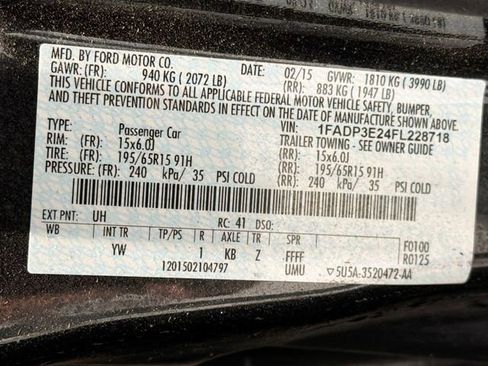 MFD. BY FORD MOTOR CO.
DATE: 02/15 GVWR: 1810 KG ( 3990 LB)
GAWR: (FR): 940 KG ( 2072 LB) (RR): 883 KG ( 1947 LB)
THIS VEHICLE CONFORMS TO ALL APPLICABLE FEDERAL MOTOR VEHICLE SAFETY, BUMPER,
AND THEFT PREVENTION STANDARDS IN EFFECT ON THE DATE OF MANUFACTURE SHOWN ABOVE.
VIN: 1FADP3E24FL228718
TYPE: Passenger Car TRAILER TOWING - SEE OWNER GUIDE
RIM: (FR) 15x6.0J (RR): 15x6.0J
TIRE: (FR) 195/65R15 91H (RR) 195/65R15 91H
PRESSURE: (FR) 240 kPa/ 35 PSI COLD (RR) 240 kPa/ 35 PSI COLD
EXT PNT: UH RC: 41 DSO:
WB INT TR TP/PS R AXLE TR SPR F0100
YW 1 KB Z FFFF R0125
1201502104797 UMU ▽5U5A-3520472-AA